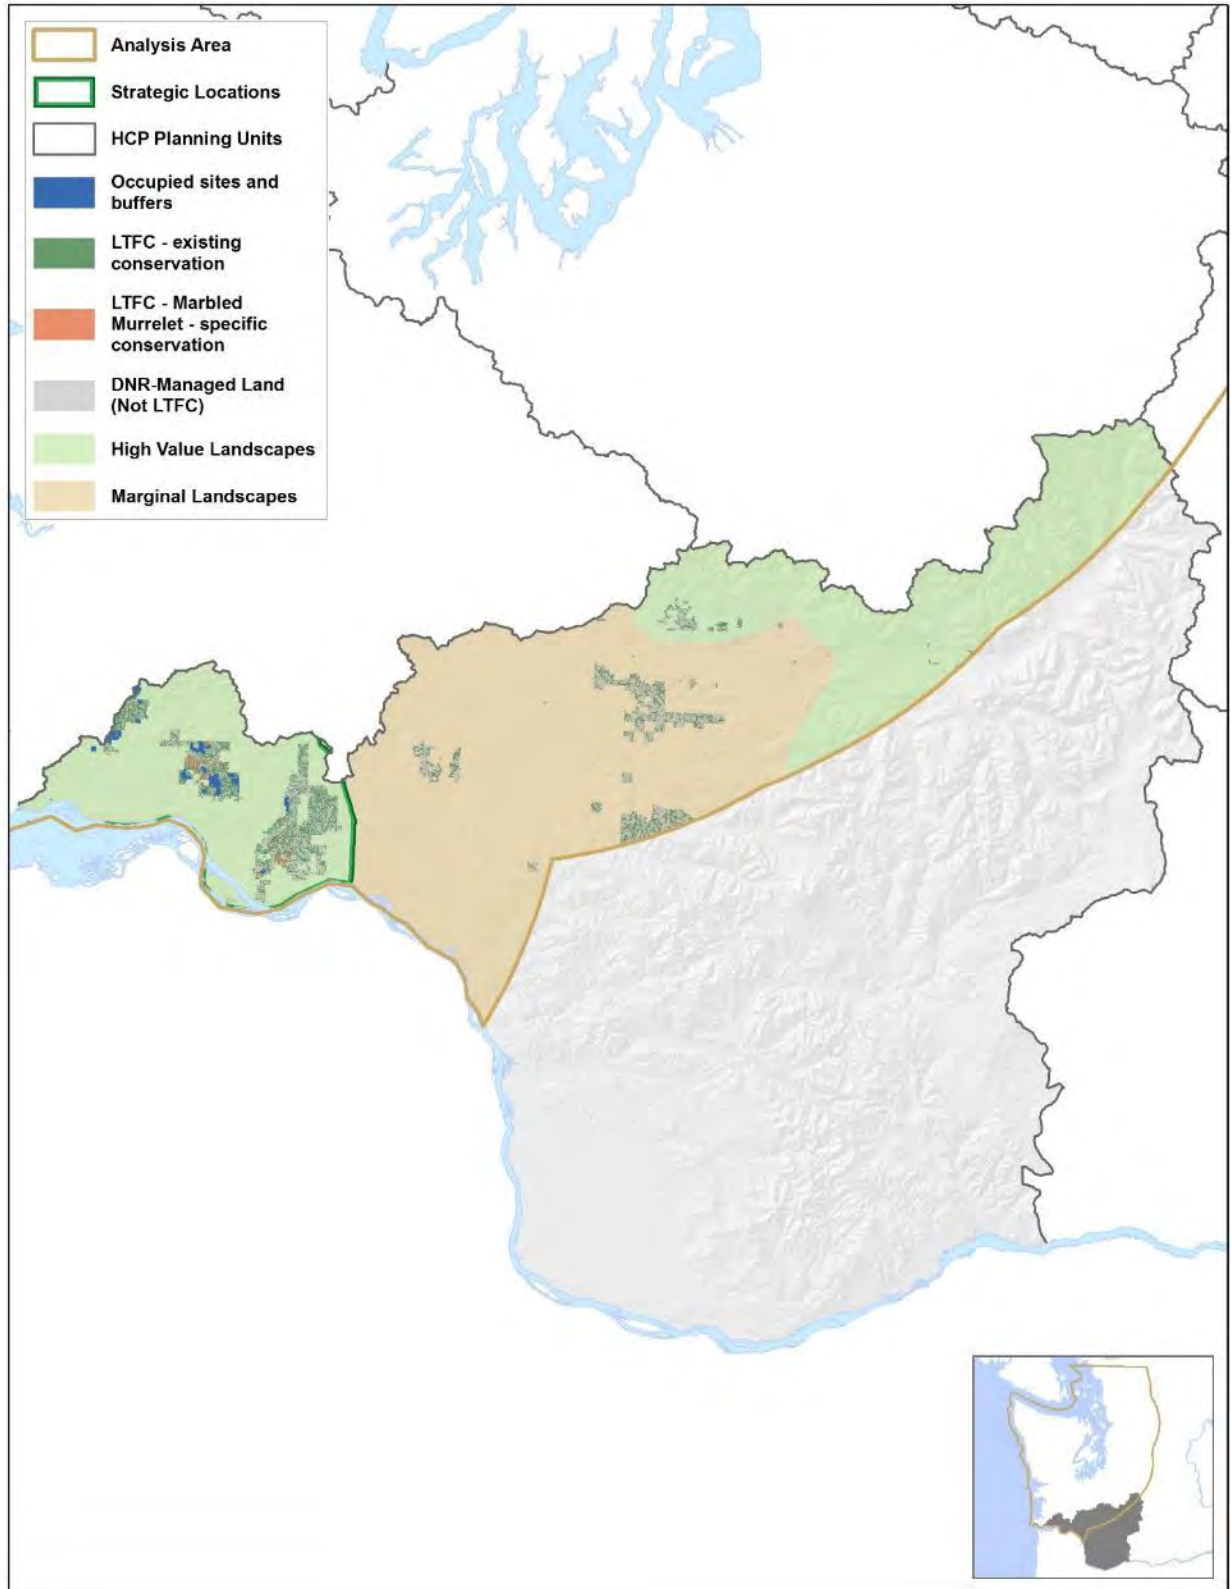 Analysis Area
Strategic Locations
HCP Planning Units
Occupied sites and
buffers
LTFC - existing
conservation
LTFC - Marbled
Murrelet - specific
conservation
DNR-Managed Land
(Not LTFC)
High Value Landscapes
Marginal Landscapes